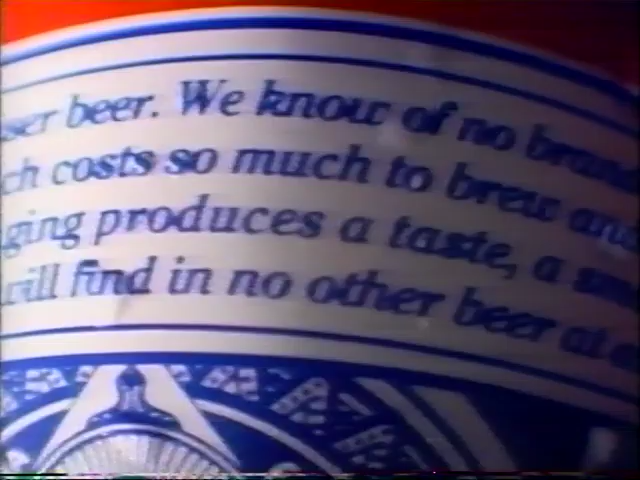 ser beer. We know of no brand
ch costs so much to brew and
ging produces a taste, a sm
will find in no other beer at a